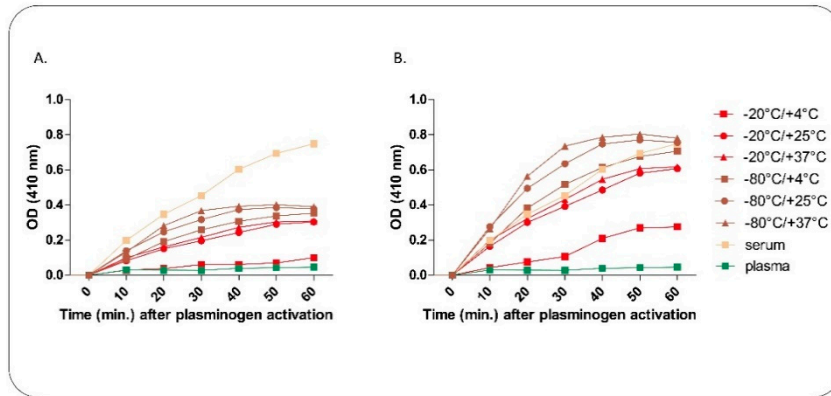 A.
OD (410 nm)
1.0
0.8
0.6
0.4
0.2
0.0
0 10 20 30 40 50 60
Time (min.) after plasminogen activation
B.
OD (410 nm)
1.0
0.8
0.6
0.4
0.2
0.0
0 10 20 30 40 50 60
Time (min.) after plasminogen activation
-20°C/+4°C
-20°C/+25°C
-20°C/+37°C
-80°C/+4°C
-80°C/+25°C
-80°C/+37°C
serum
plasma